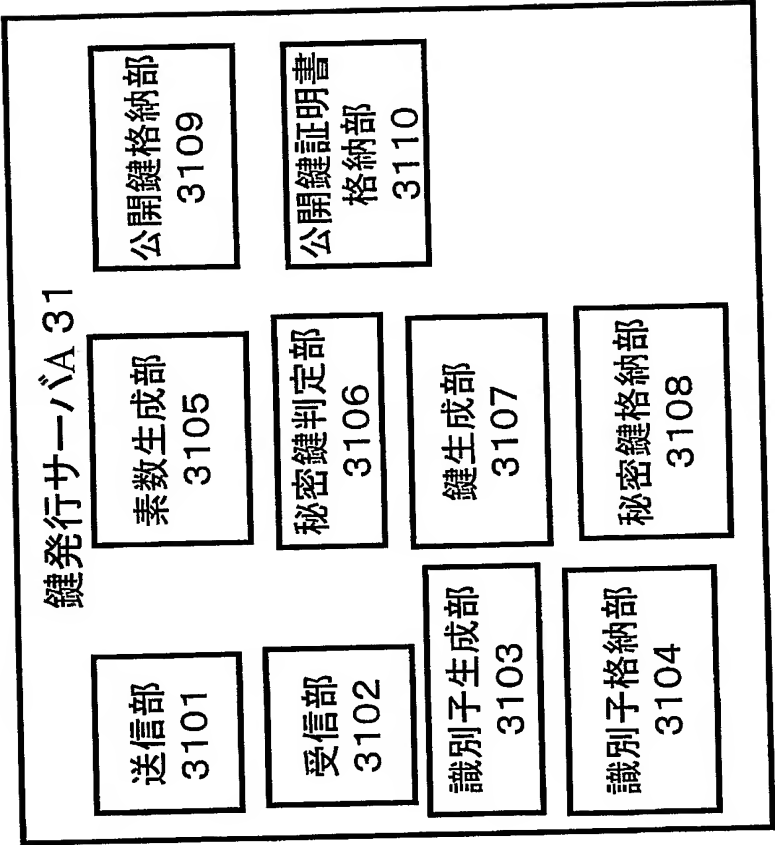 鍵発行サーバA 31
送信部
3101
受信部
3102
識別子生成部
3103
識別子格納部
3104
素数生成部
3105
秘密鍵判定部
3106
鍵生成部
3107
秘密鍵格納部
3108
公開鍵格納部
3109
公開鍵証明書
格納部
3110